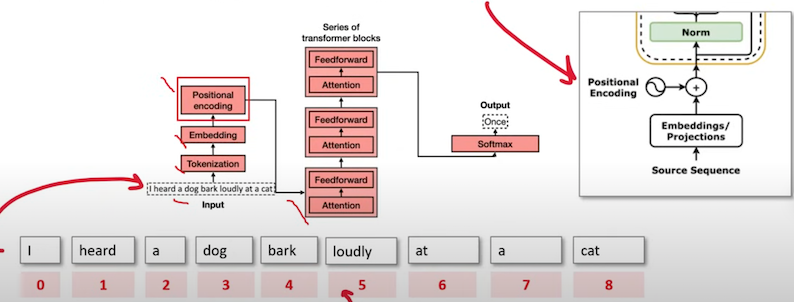 Series of
transformer blocks
Feedforward
Attention
Feedforward
Attention
Feedforward
Attention
Positional
encoding
Embedding
Tokenization
I heard a dog bark loudly at a cat
Input
Output
Once
Softmax
Norm
Positional
Encoding
+
Embeddings/
Projections
Source Sequence
I heard a dog bark loudly at a cat
0 1 2 3 4 5 6 7 8